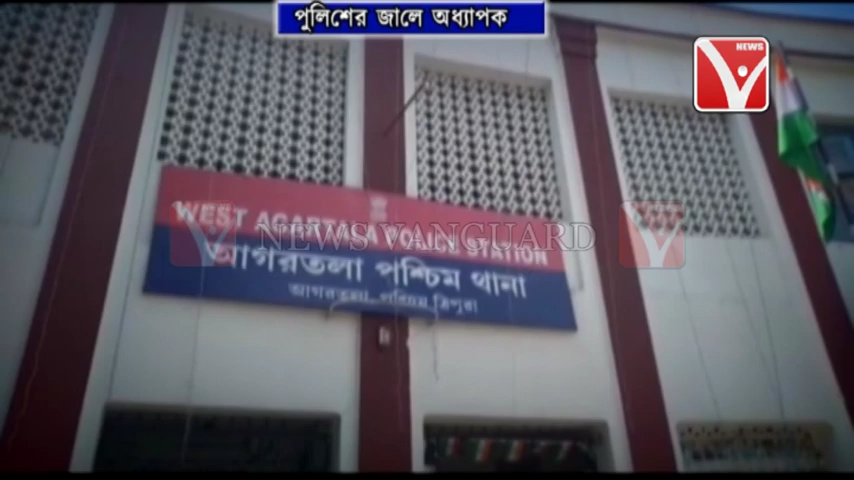 পুলিশের জালে অধ্যাপক
NEWS
V
WEST AGARTALA POLICE STATION
NEWS VANGUARD
আগরতলা পশ্চিম থানা
আগরতলা, পশ্চিম ত্রিপুরা